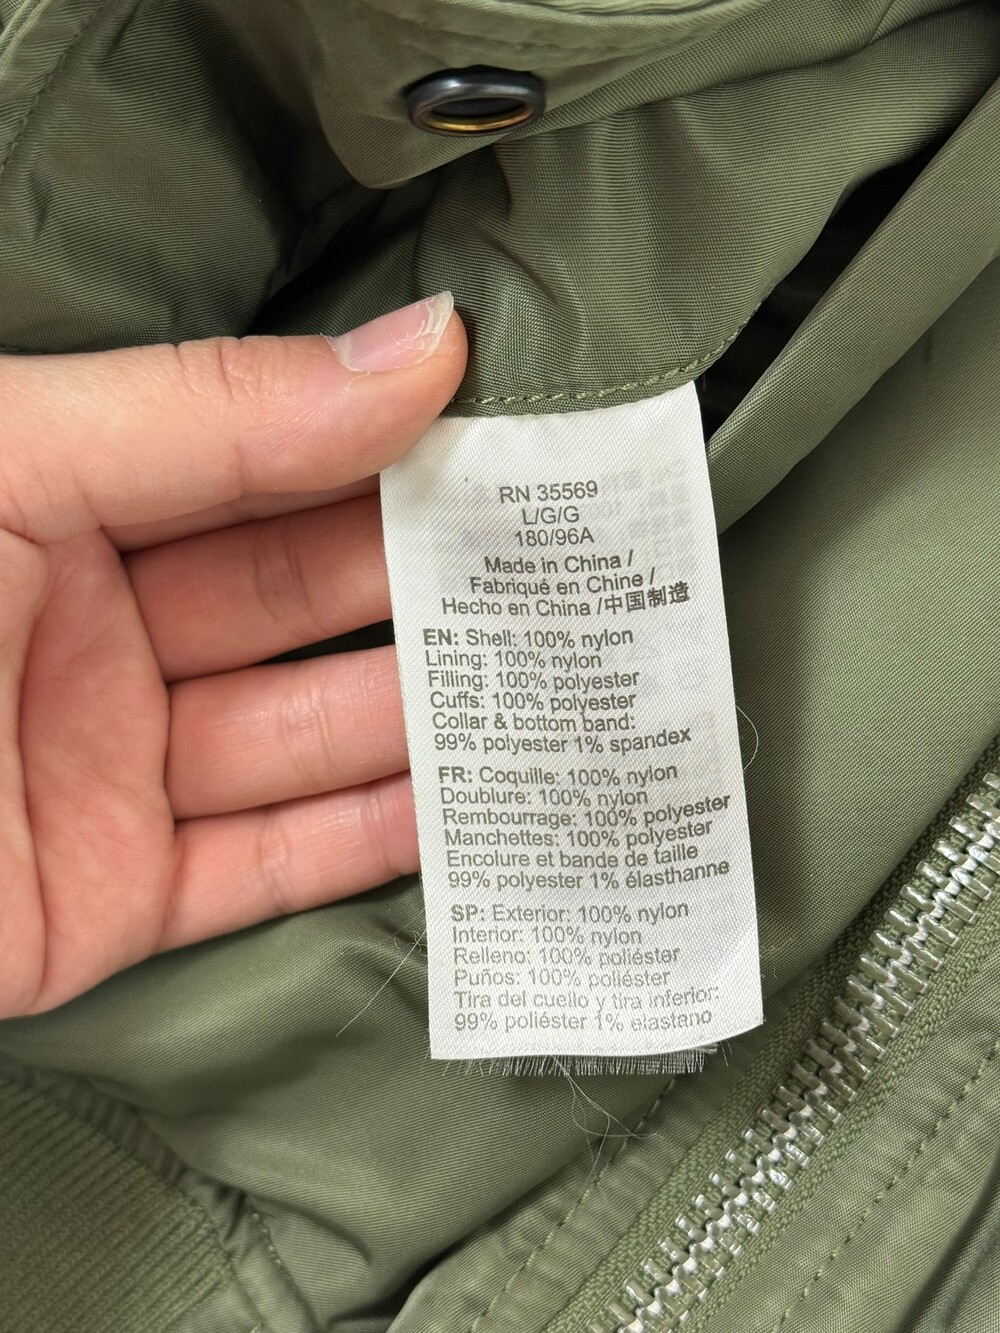 RN 35569
L/G/G
180/96A
Made in China /
Fabriqué en Chine /
Hecho en China /中国制造
EN: Shell: 100% nylon
Lining: 100% nylon
Filling: 100% polyester
Cuffs: 100% polyester
Collar & bottom band:
99% polyester 1% spandex
FR: Coquille: 100% nylon
Doublure: 100% nylon
Rembourrage: 100% polyester
Manchettes: 100% polyester
Encolure et bande de taille
99% polyester 1% élasthanne
SP: Exterior: 100% nylon
Interior: 100% nylon
Relleno: 100% poliéster
Puños: 100% poliéster
Tira del cuello y tira inferior:
99% poliéster 1% elastano